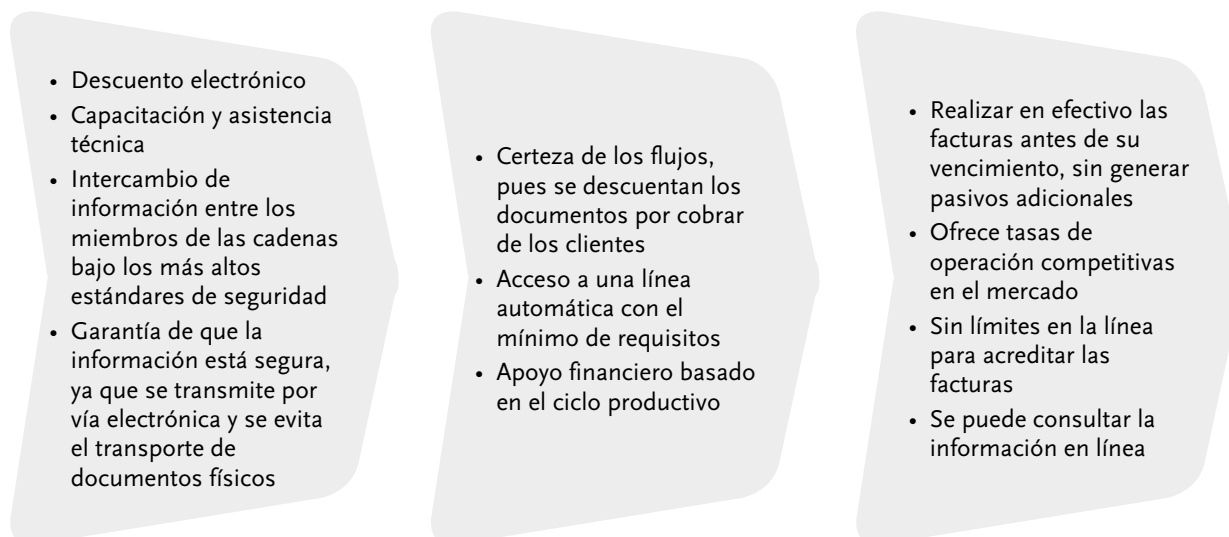 • Descuento electrónico
• Capacitación y asistencia
técnica
• Intercambio de
información entre los
miembros de las cadenas
bajo los más altos
estándares de seguridad
• Garantía de que la
información está segura,
ya que se transmite por
vía electrónica y se evita
el transporte de
documentos físicos
• Certeza de los flujos,
pues se descuentan los
documentos por cobrar
de los clientes
• Acceso a una línea
automática con el
mínimo de requisitos
• Apoyo financiero basado
en el ciclo productivo
• Realizar en efectivo las
facturas antes de su
vencimiento, sin generar
pasivos adicionales
• Ofrece tasas de
operación competitivas
en el mercado
• Sin límites en la línea
para acreditar las
facturas
• Se puede consultar la
información en línea